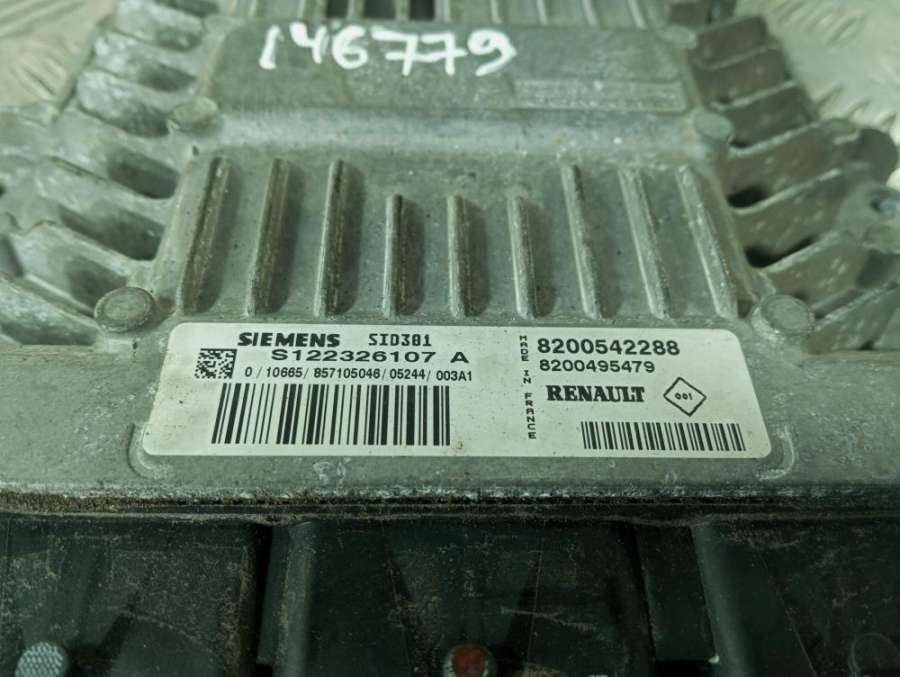 146779
SIEMENS SID301
S122326107 A
0/10665/857105046/05244/003A1
MADE IN FRANCE
8200542288
8200495479
RENAULT 001